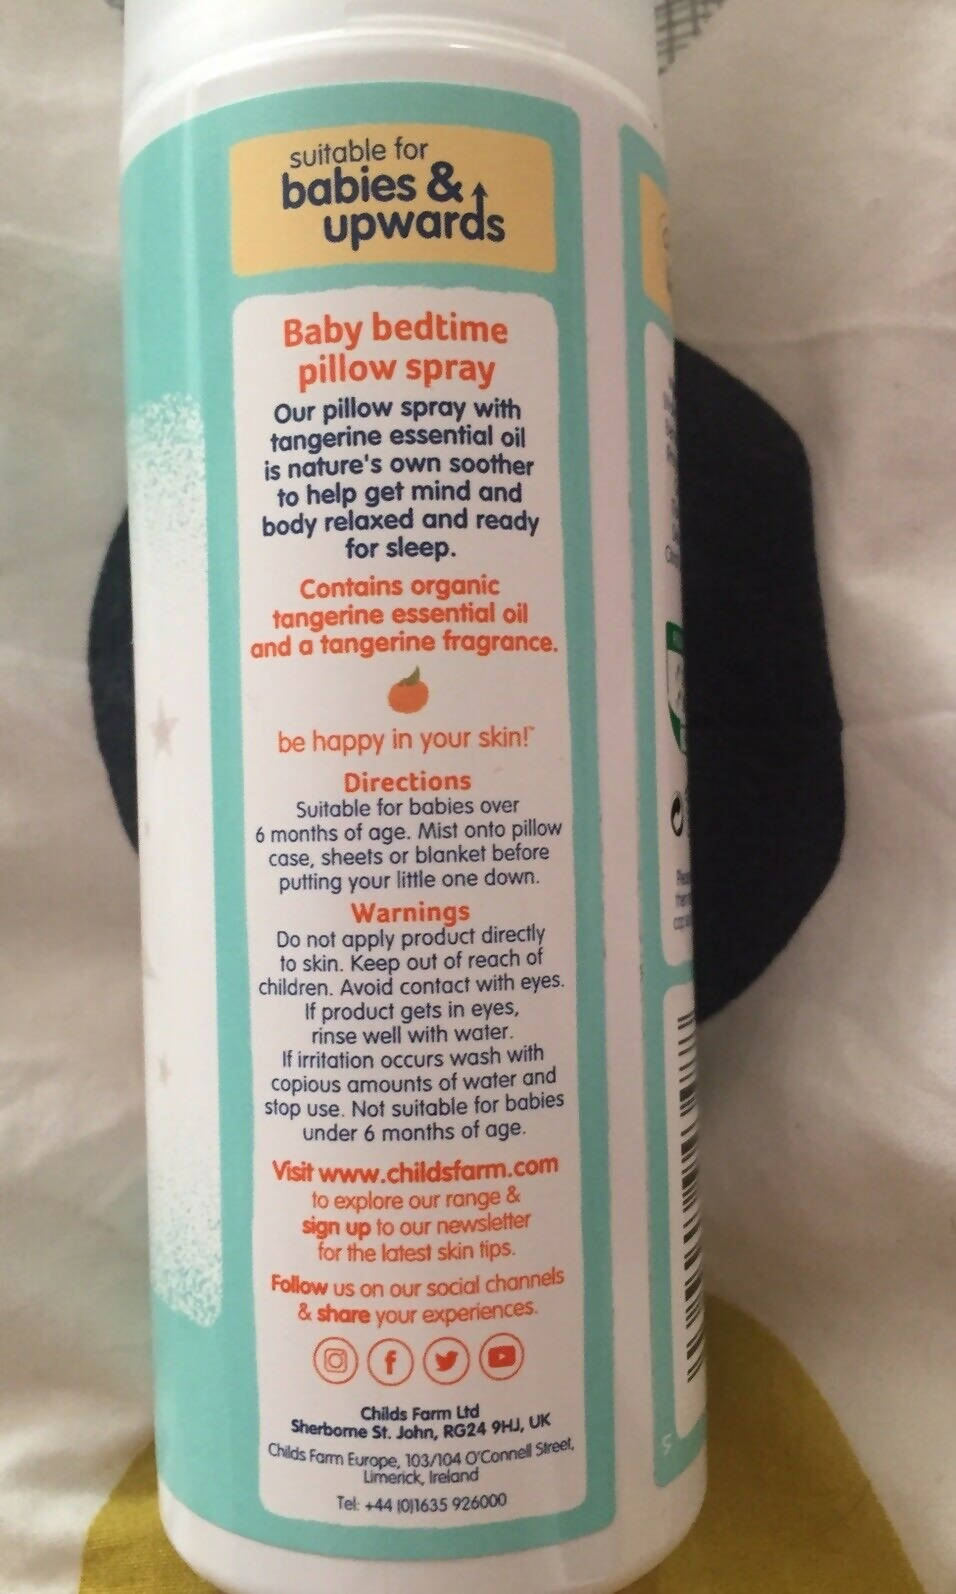 suitable for
babies &
upwards
Baby bedtime
pillow spray
Our pillow spray with
tangerine essential oil
is nature's own soother
to help get mind and
body relaxed and ready
for sleep.
Contains organic
tangerine essential oil
and a tangerine fragrance.
be happy in your skin!™
Directions
Suitable for babies over
6 months of age. Mist onto pillow
case, sheets or blanket before
putting your little one down.
Warnings
Do not apply product directly
to skin. Keep out of reach of
children. Avoid contact with eyes.
If product gets in eyes,
rinse well with water.
If irritation occurs wash with
copious amounts of water and
stop use. Not suitable for babies
under 6 months of age.
Visit www.childsfarm.com
to explore our range &
sign up to our newsletter
for the latest skin tips.
Follow us on our social channels
& share your experiences.
Childs Farm Ltd
Sherborne St. John, RG24 9HJ, UK
Childs Farm Europe, 103/104 O'Connell Street,
Limerick, Ireland
Tel: +44 (0)1635 926000
5